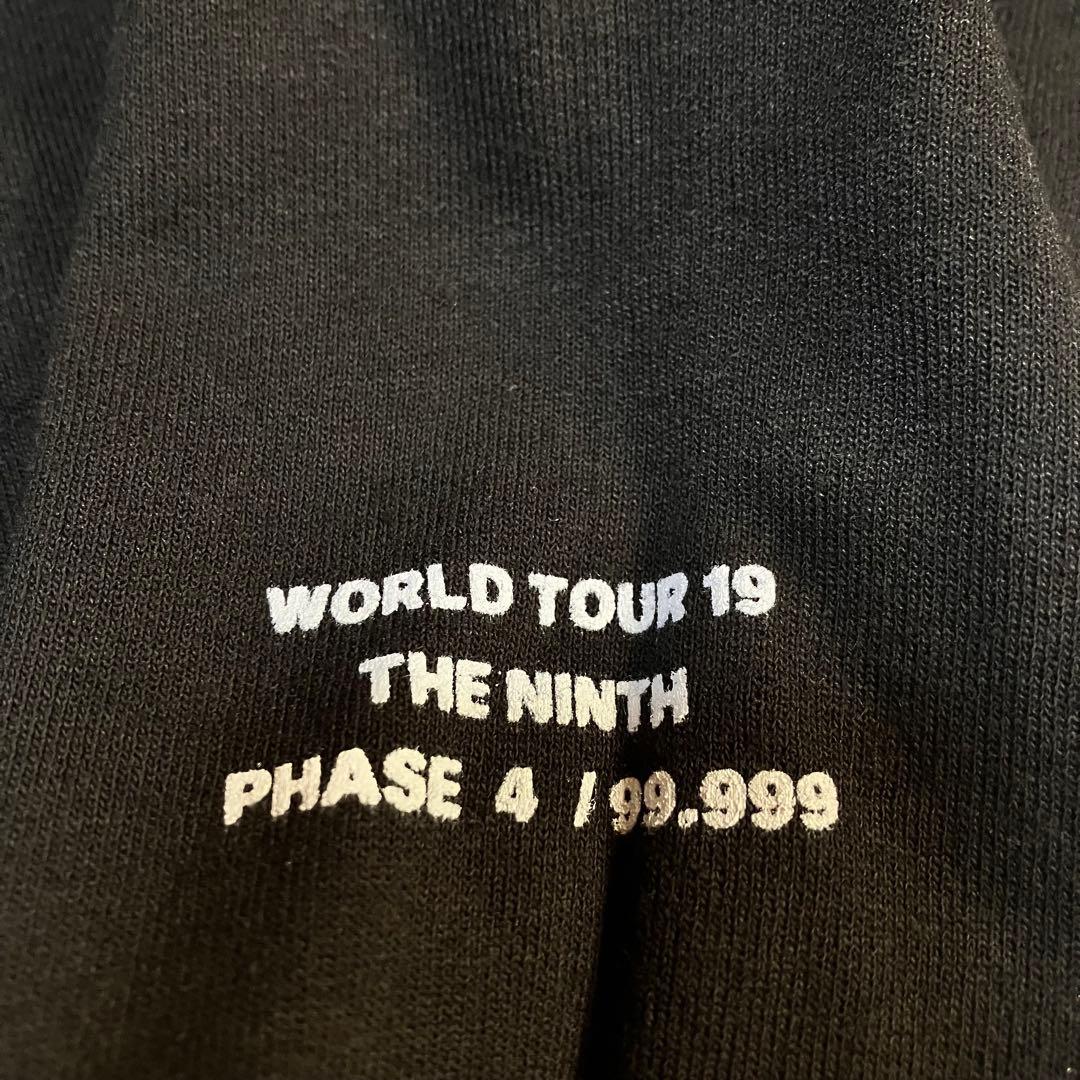 WORLD TOUR 19
THE NINTH
PHASE 4 / 99.999